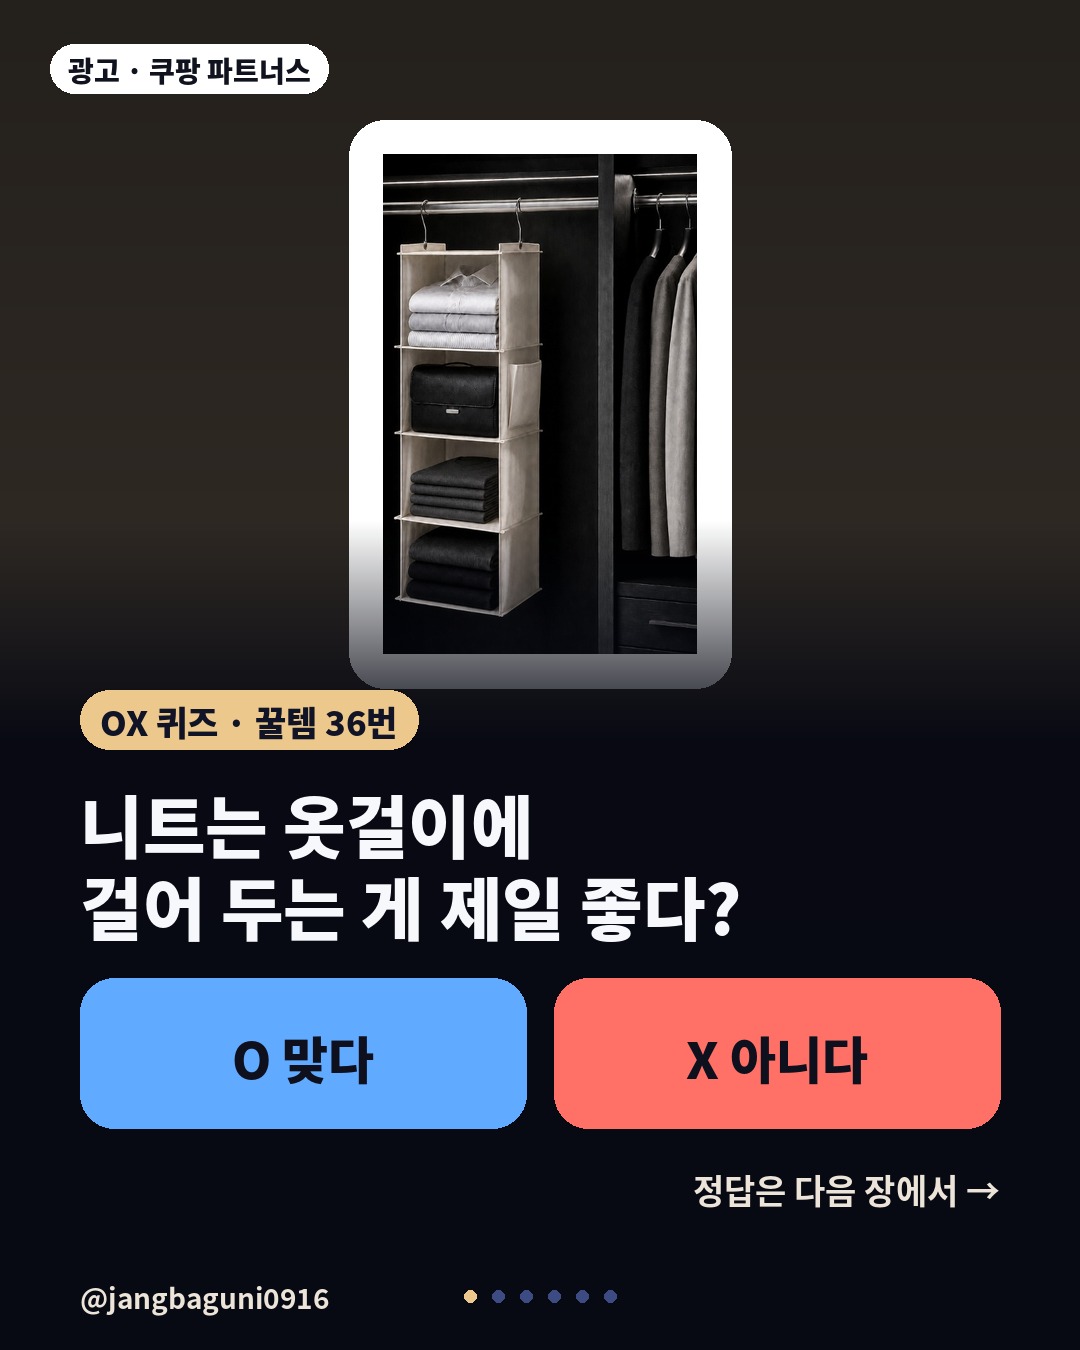 광고 · 쿠팡 파트너스
OX 퀴즈 · 꿀템 36번
니트는 옷걸이에
걸어 두는 게 제일 좋다?
O 맞다
X 아니다
정답은 다음 장에서 →
@jangbaguni0916